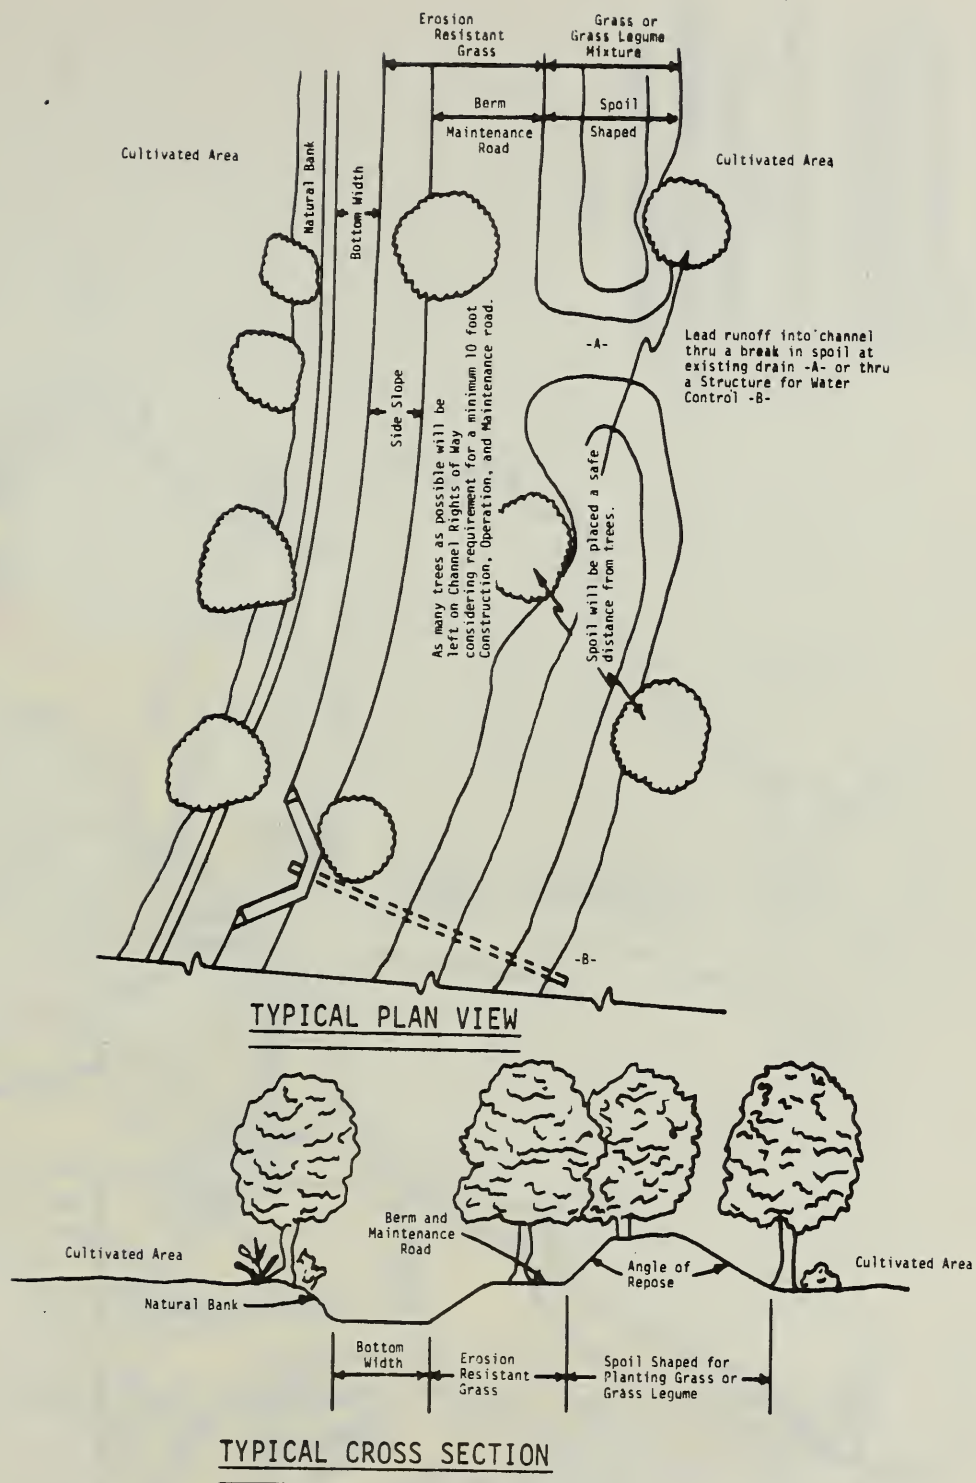 Erosion
Resistant
Grass
Grass or
Grass Legume
Mixture
Berm
Maintenance
Road
Spoil
Shaped
Cultivated Area
Natural Bank
Bottom Width
Cultivated Area
-A-
Lead runoff into channel
thru a break in spoil at
existing drain -A- or thru
a Structure for Water
Control -B-
Side Slope
As many trees as possible will be
left on Channel Rights of Way
considering requirement for a minimum 10 foot
Construction, Operation, and Maintenance road.
Spoil will be placed a safe
distance from trees.
-B-
TYPICAL PLAN VIEW
Berm and
Maintenance
Road
Cultivated Area
Angle of
Repose
Cultivated Area
Natural Bank
Bottom
Width
Erosion
Resistant
Grass
Spoil Shaped for
Planting Grass or
Grass Legume
TYPICAL CROSS SECTION